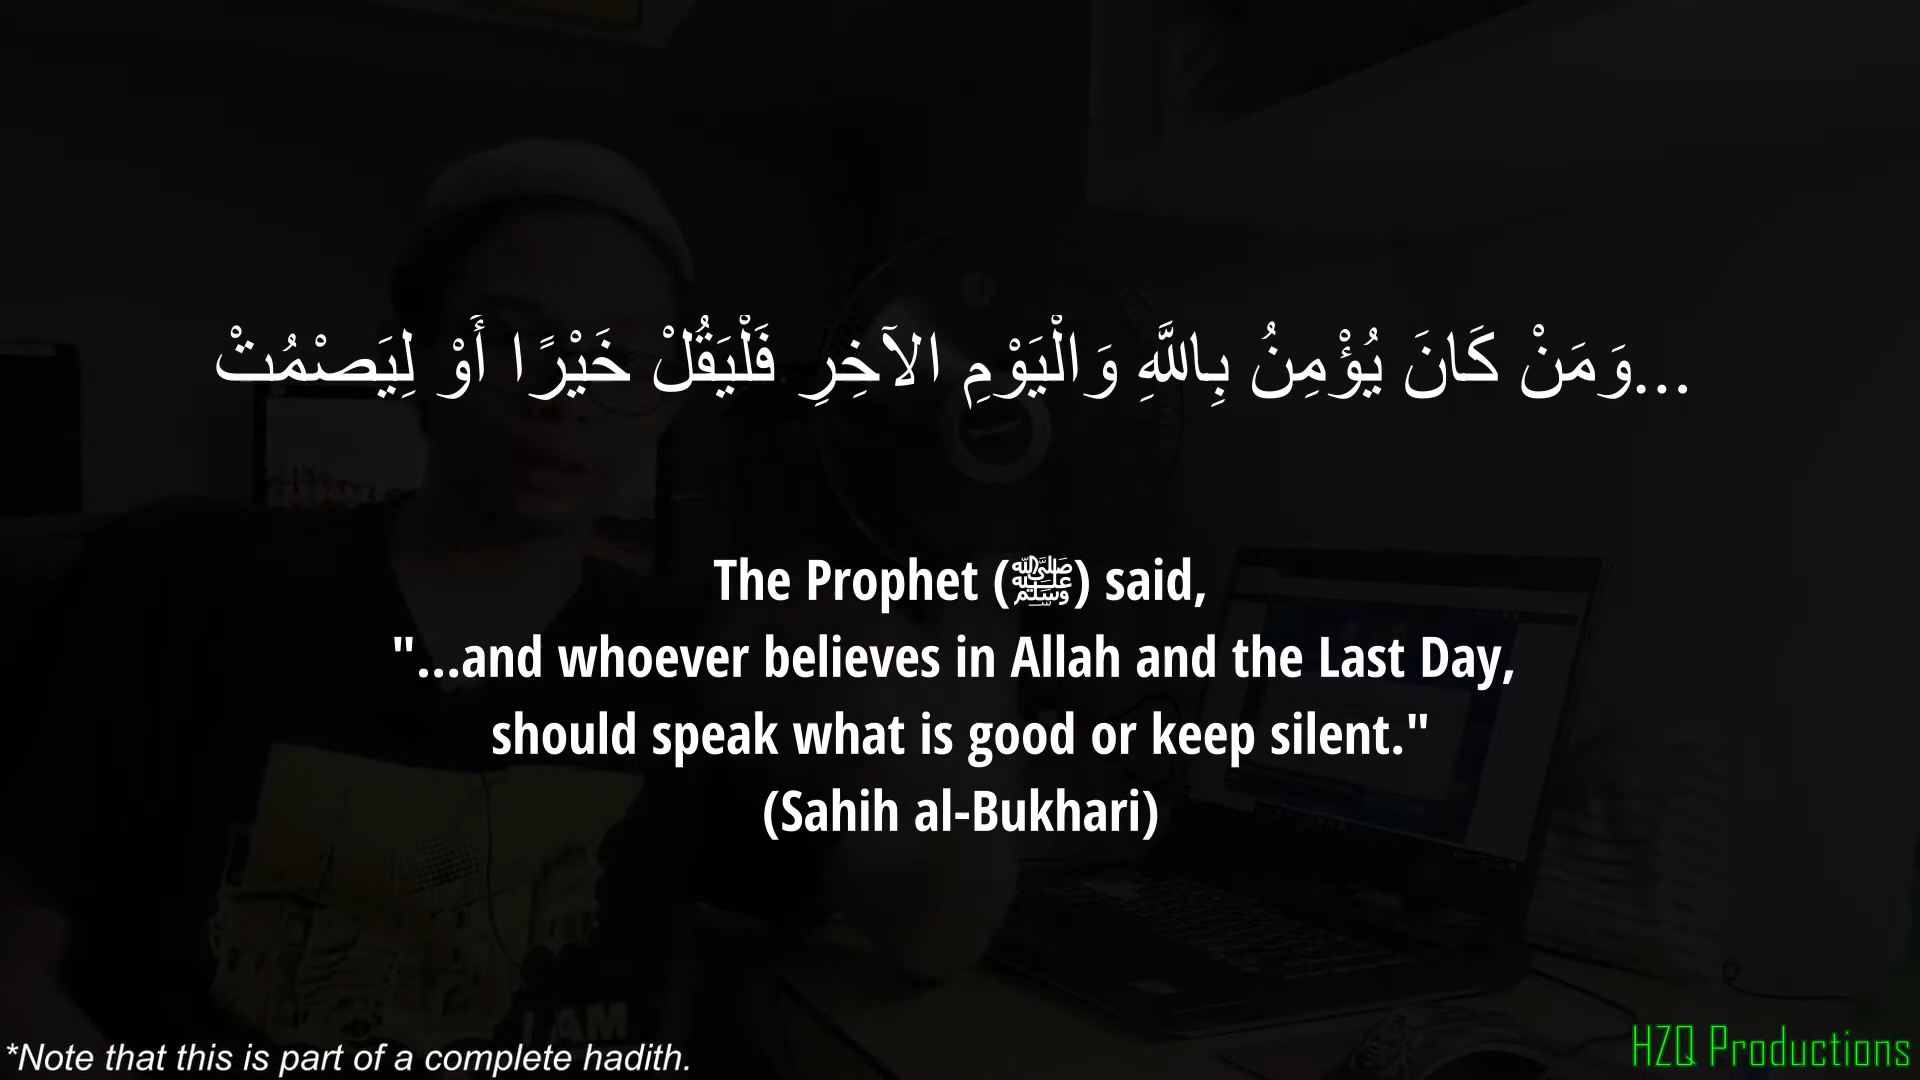 ...وَمَنْ كَانَ يُؤْمِنُ بِاللَّهِ وَالْيَوْمِ الآخِرِ فَلْيَقُلْ خَيْرًا أَوْ لِيَصْمُتْ
The Prophet (ﷺ) said,
"...and whoever believes in Allah and the Last Day,
should speak what is good or keep silent."
(Sahih al-Bukhari)
I AM
*Note that this is part of a complete hadith.
HZQ Productions